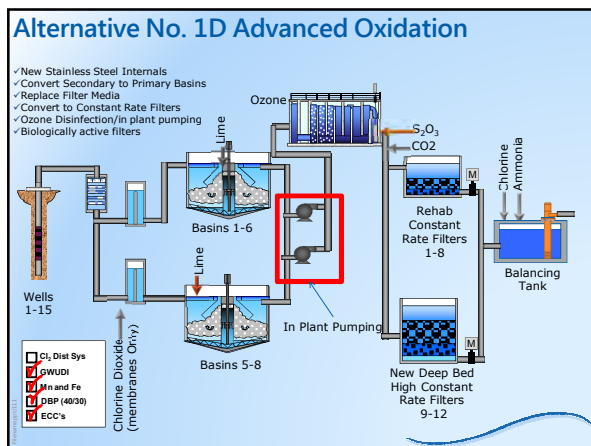 Alternative No. 1D Advanced Oxidation
✓New Stainless Steel Internals
✓Convert Secondary to Primary Basins
✓Replace Filter Media
✓Convert to Constant Rate Filters
✓Ozone Disinfection/in plant pumping
✓Biologically active filters
Ozone
Lime
S2O3
CO2
M
Chlorine
Ammonia
Basins 1-6
Rehab
Constant
Rate Filters
1-8
Balancing
Tank
Wells
1-15
Lime
Chlorine Dioxide
(membranes Only)
Basins 5-8
In Plant Pumping
M
New Deep Bed
High Constant
Rate Filters
9-12
Cl2 Dist Sys
GWUDI
Mn and Fe
DBP (40/30)
ECC's